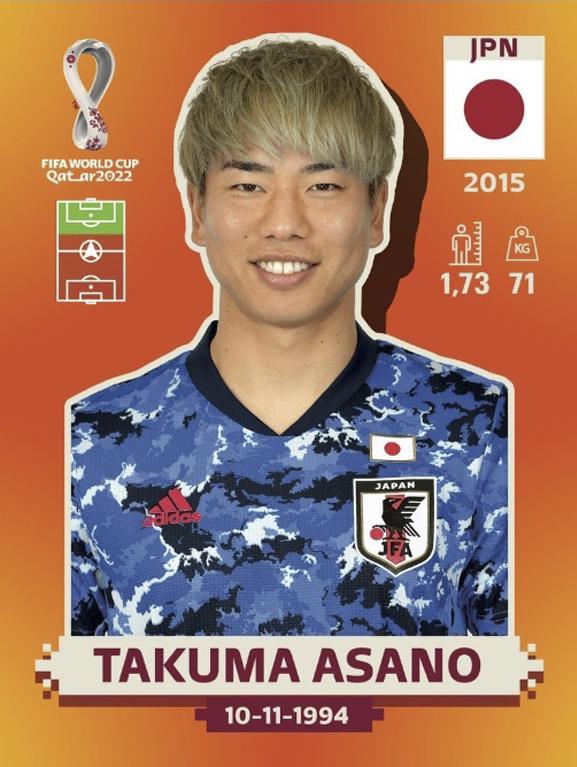 JPN
FIFA WORLD CUP
Qatar2022
2015
KG
1,73 71
adidas
JAPAN
JFA
TAKUMA ASANO
10-11-1994